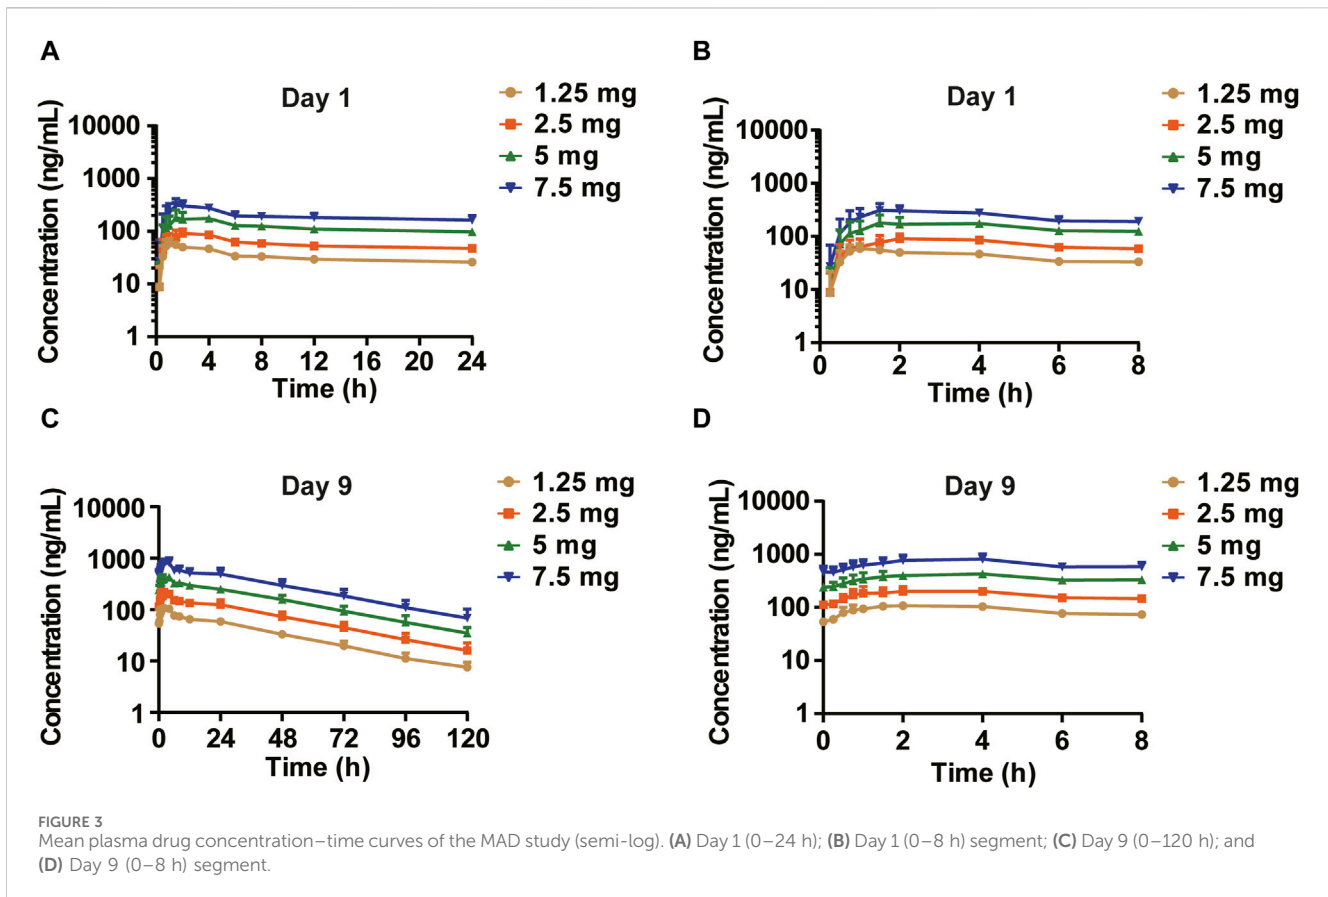 A
Day 1
Concentration (ng/mL)
10000
1000
100
10
1
0 4 8 12 16 20 24
Time (h)
1.25 mg
2.5 mg
5 mg
7.5 mg
B
Day 1
Concentration (ng/mL)
10000
1000
100
10
1
0 2 4 6 8
Time (h)
1.25 mg
2.5 mg
5 mg
7.5 mg
C
Day 9
Concentration (ng/mL)
10000
1000
100
10
1
0 24 48 72 96 120
Time (h)
1.25 mg
2.5 mg
5 mg
7.5 mg
D
Day 9
Concentration (ng/mL)
10000
1000
100
10
1
0 2 4 6 8
Time (h)
1.25 mg
2.5 mg
5 mg
7.5 mg
FIGURE 3
Mean plasma drug concentration–time curves of the MAD study (semi-log). (A) Day 1 (0–24 h); (B) Day 1 (0–8 h) segment; (C) Day 9 (0–120 h); and
(D) Day 9 (0–8 h) segment.